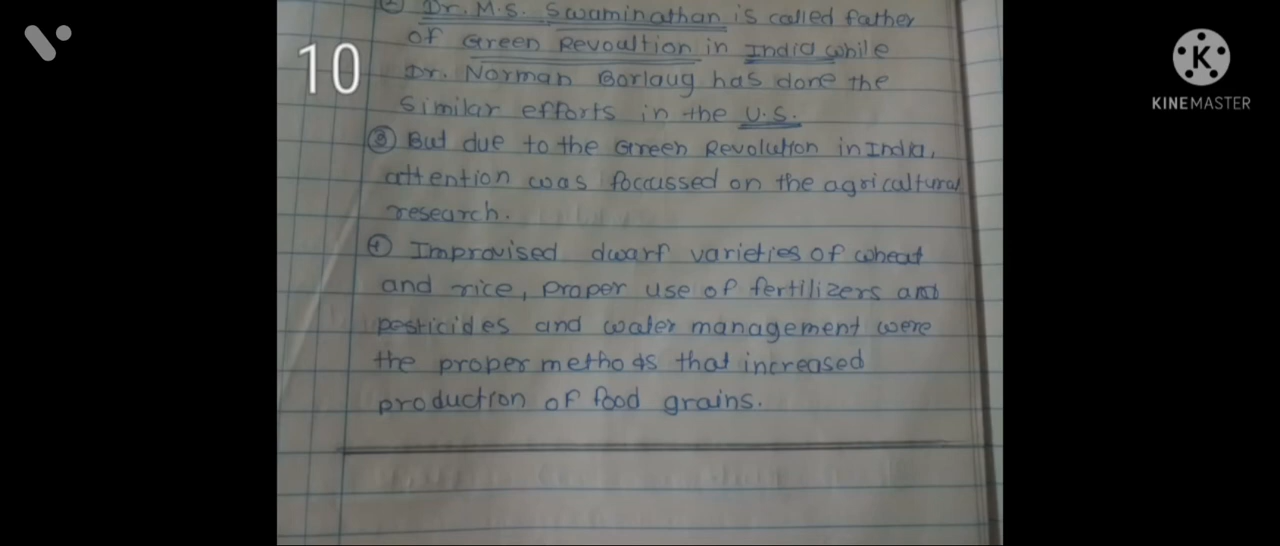 ② Dr. M.S. Swaminathan is called father
of Green Revoultion in India while
Dr. Norman Borlaug has done the
similar efforts in the U.S.
③ But due to the Green Revolution in India,
attention was foccussed on the agricultural
research.
④ Improvised dwarf varieties of wheat
and rice, proper use of fertilizers and
pesticides and water management were
the proper methods that increased
production of food grains.
10
K
KINEMASTER